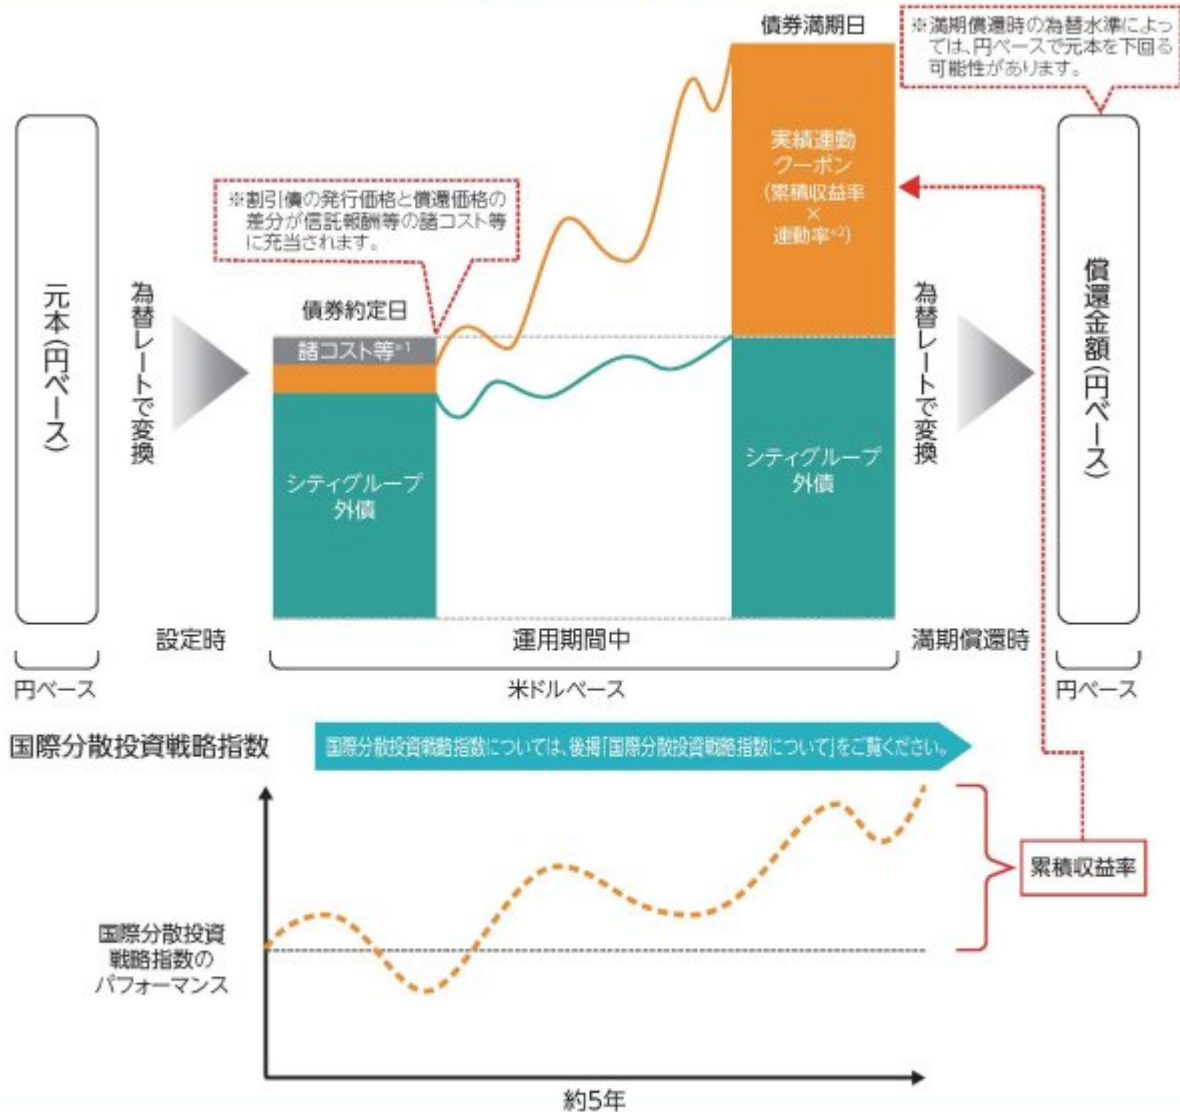 債券満期日
※満期償還時の為替水準によっ
ては、円ベースで元本を下回る
可能性があります。
※割引債の発行価格と償還価格の
差分が信託報酬等の諸コスト等
に充当されます。
実績連動
クーポン
(累積収益率
×
連動率※2)
元本(円ベース)
為替レートで変換
債券約定日
諸コスト等※1
シティグループ
外債
シティグループ
外債
為替レートで変換
償還金額(円ベース)
設定時
運用期間中
満期償還時
円ベース
米ドルベース
円ベース
国際分散投資戦略指数
国際分散投資戦略指数については、後掲「国際分散投資戦略指数について」をご覧ください。
累積収益率
国際分散投資
戦略指数の
パフォーマンス
約5年